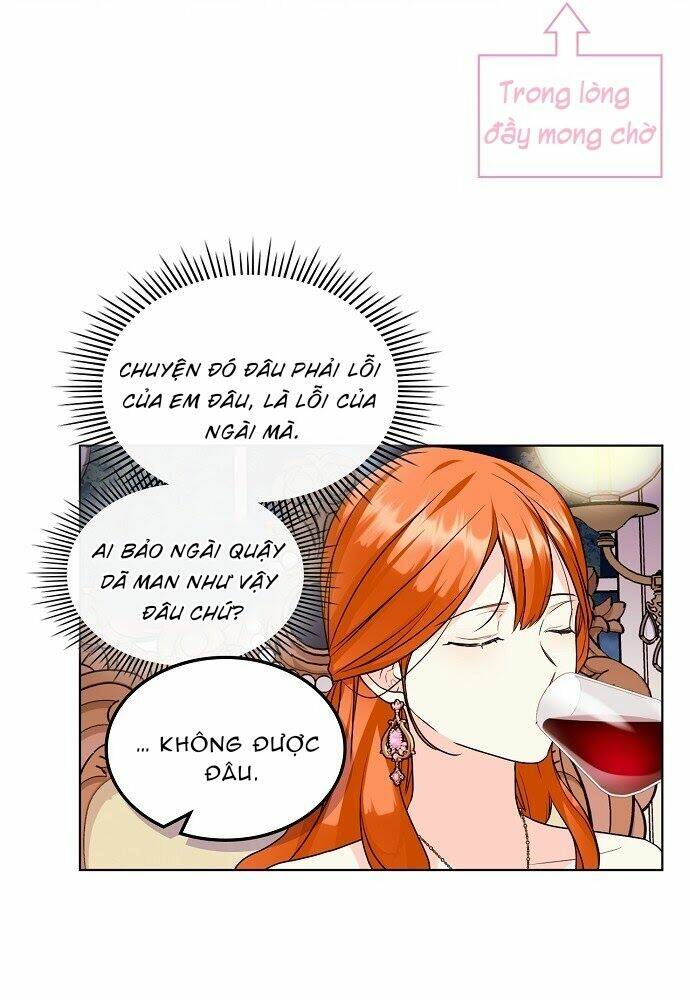 Trong lòng
đầy mong chờ
CHUYỆN ĐÓ ĐÂU PHẢI LỖI
CỦA EM ĐÂU, LÀ LỖI CỦA
NGÀI MÀ.
AI BẢO NGÀI QUẬY
DÃ MAN NHƯ VẬY
ĐÂU CHỨ?
... KHÔNG ĐƯỢC
ĐÂU.